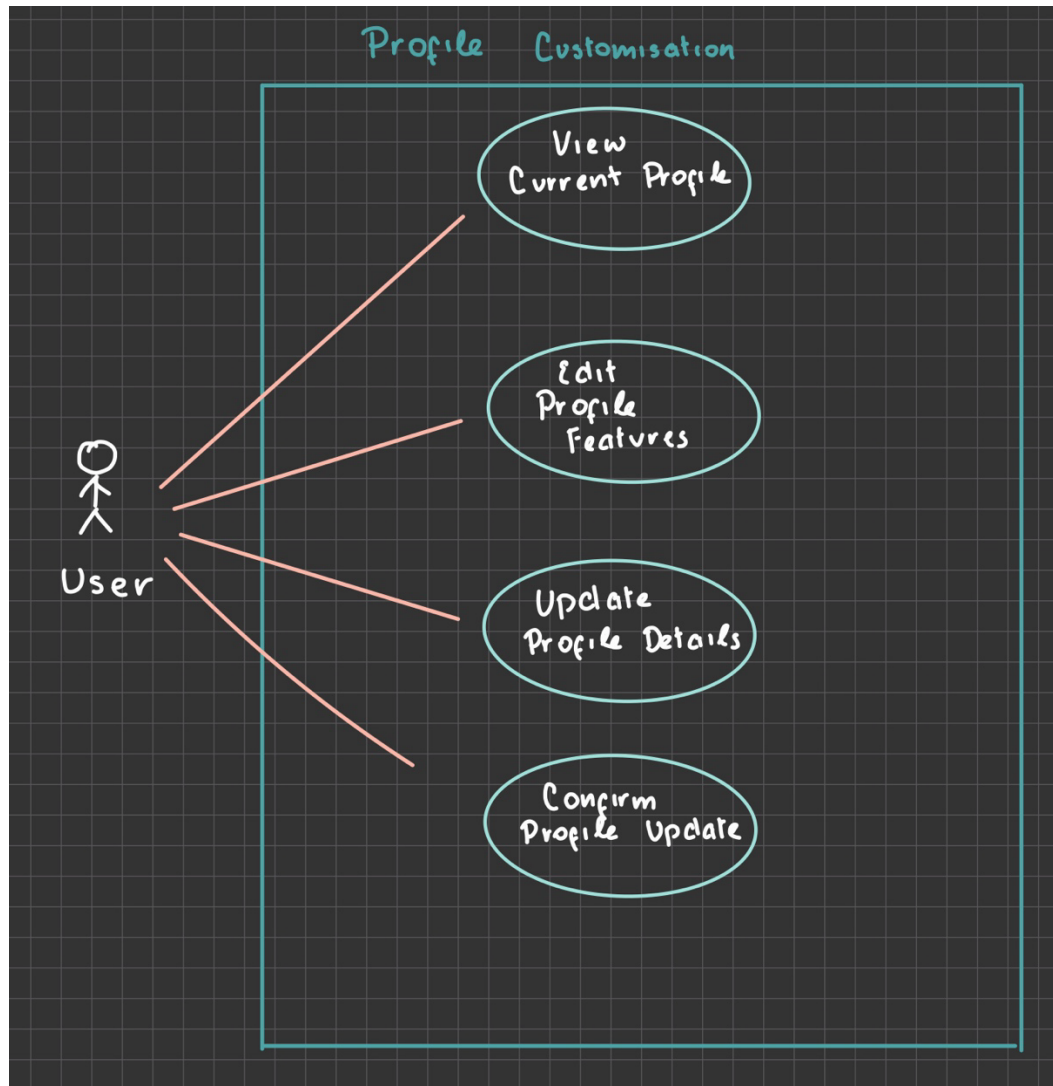 Profile Customisation
View
Current Profile
Edit
Profile
Features
User
Update
Profile Details
Confirm
Profile Update